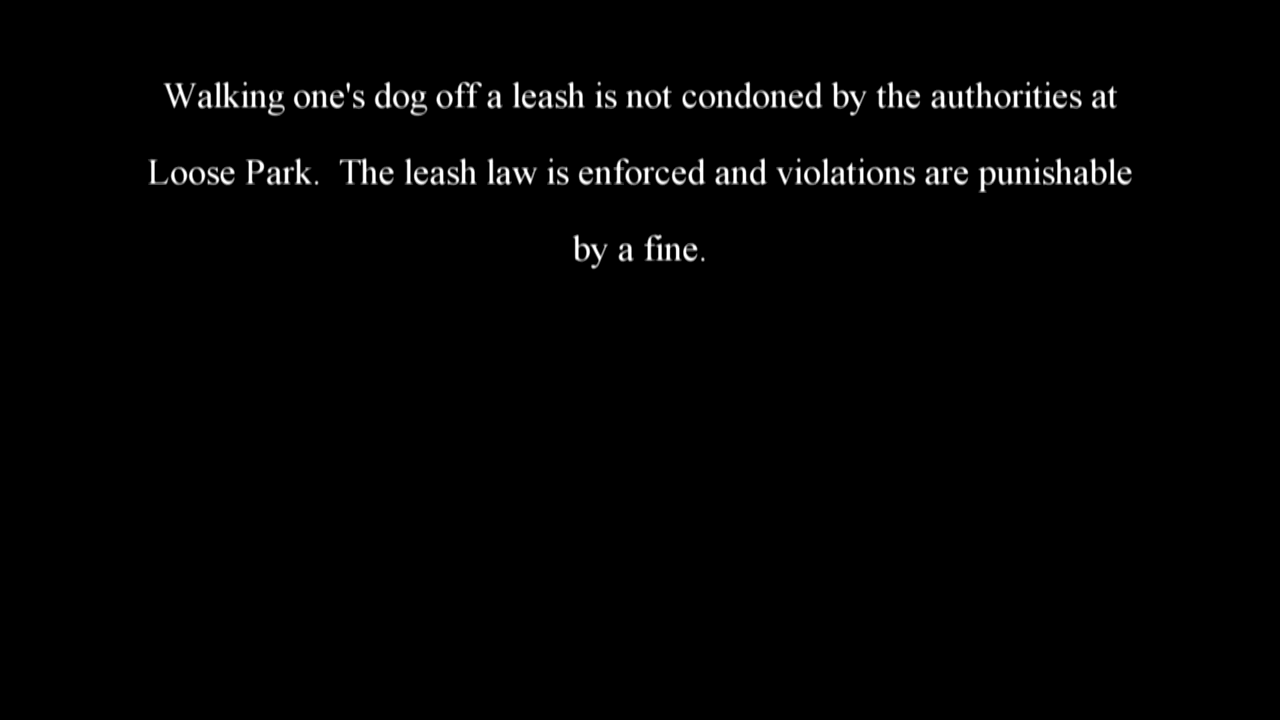 Walking one's dog off a leash is not condoned by the authorities at
Loose Park.  The leash law is enforced and violations are punishable
by a fine.